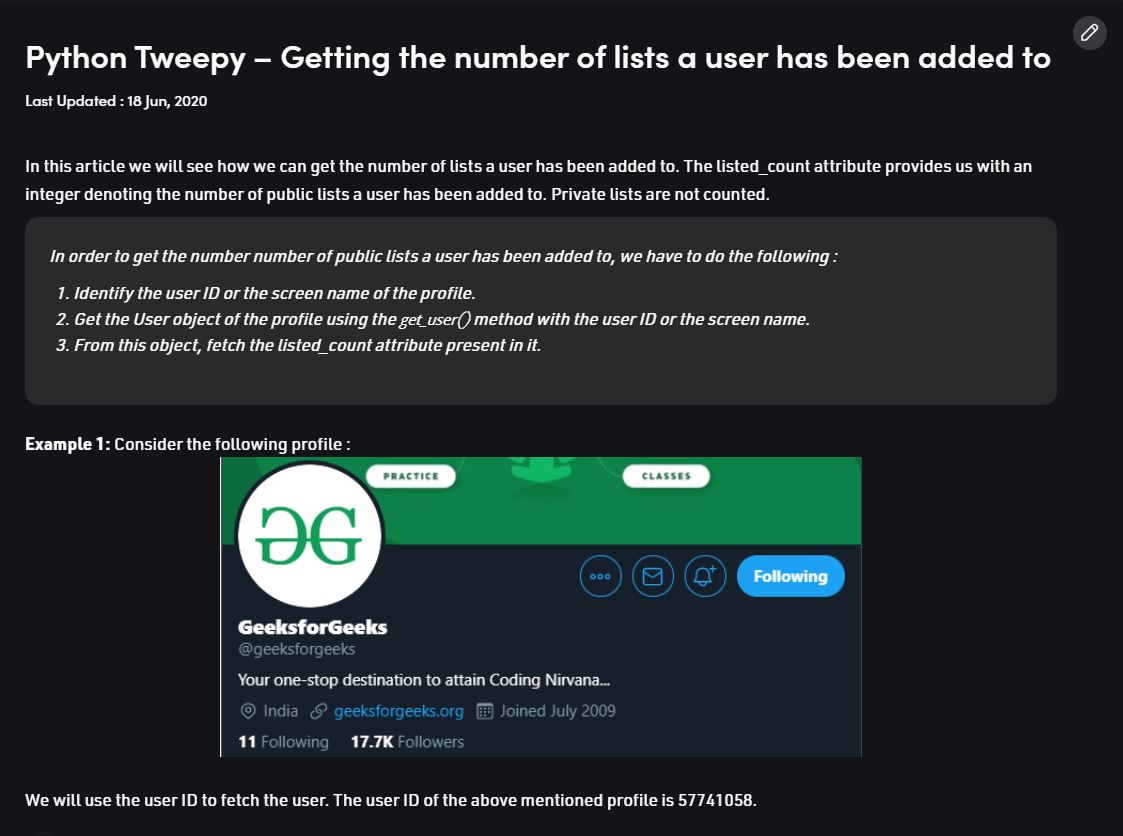 Python Tweepy – Getting the number of lists a user has been added to
Last Updated : 18 Jun, 2020
In this article we will see how we can get the number of lists a user has been added to. The listed_count attribute provides us with an
integer denoting the number of public lists a user has been added to. Private lists are not counted.
In order to get the number number of public lists a user has been added to, we have to do the following :
1. Identify the user ID or the screen name of the profile.
2. Get the User object of the profile using the get_user() method with the user ID or the screen name.
3. From this object, fetch the listed_count attribute present in it.
Example 1: Consider the following profile :
PRACTICE
CLASSES
Following
GeeksforGeeks
@geeksforgeeks
Your one-stop destination to attain Coding Nirvana...
India geeksforgeeks.org Joined July 2009
11 Following 17.7K Followers
We will use the user ID to fetch the user. The user ID of the above mentioned profile is 57741058.